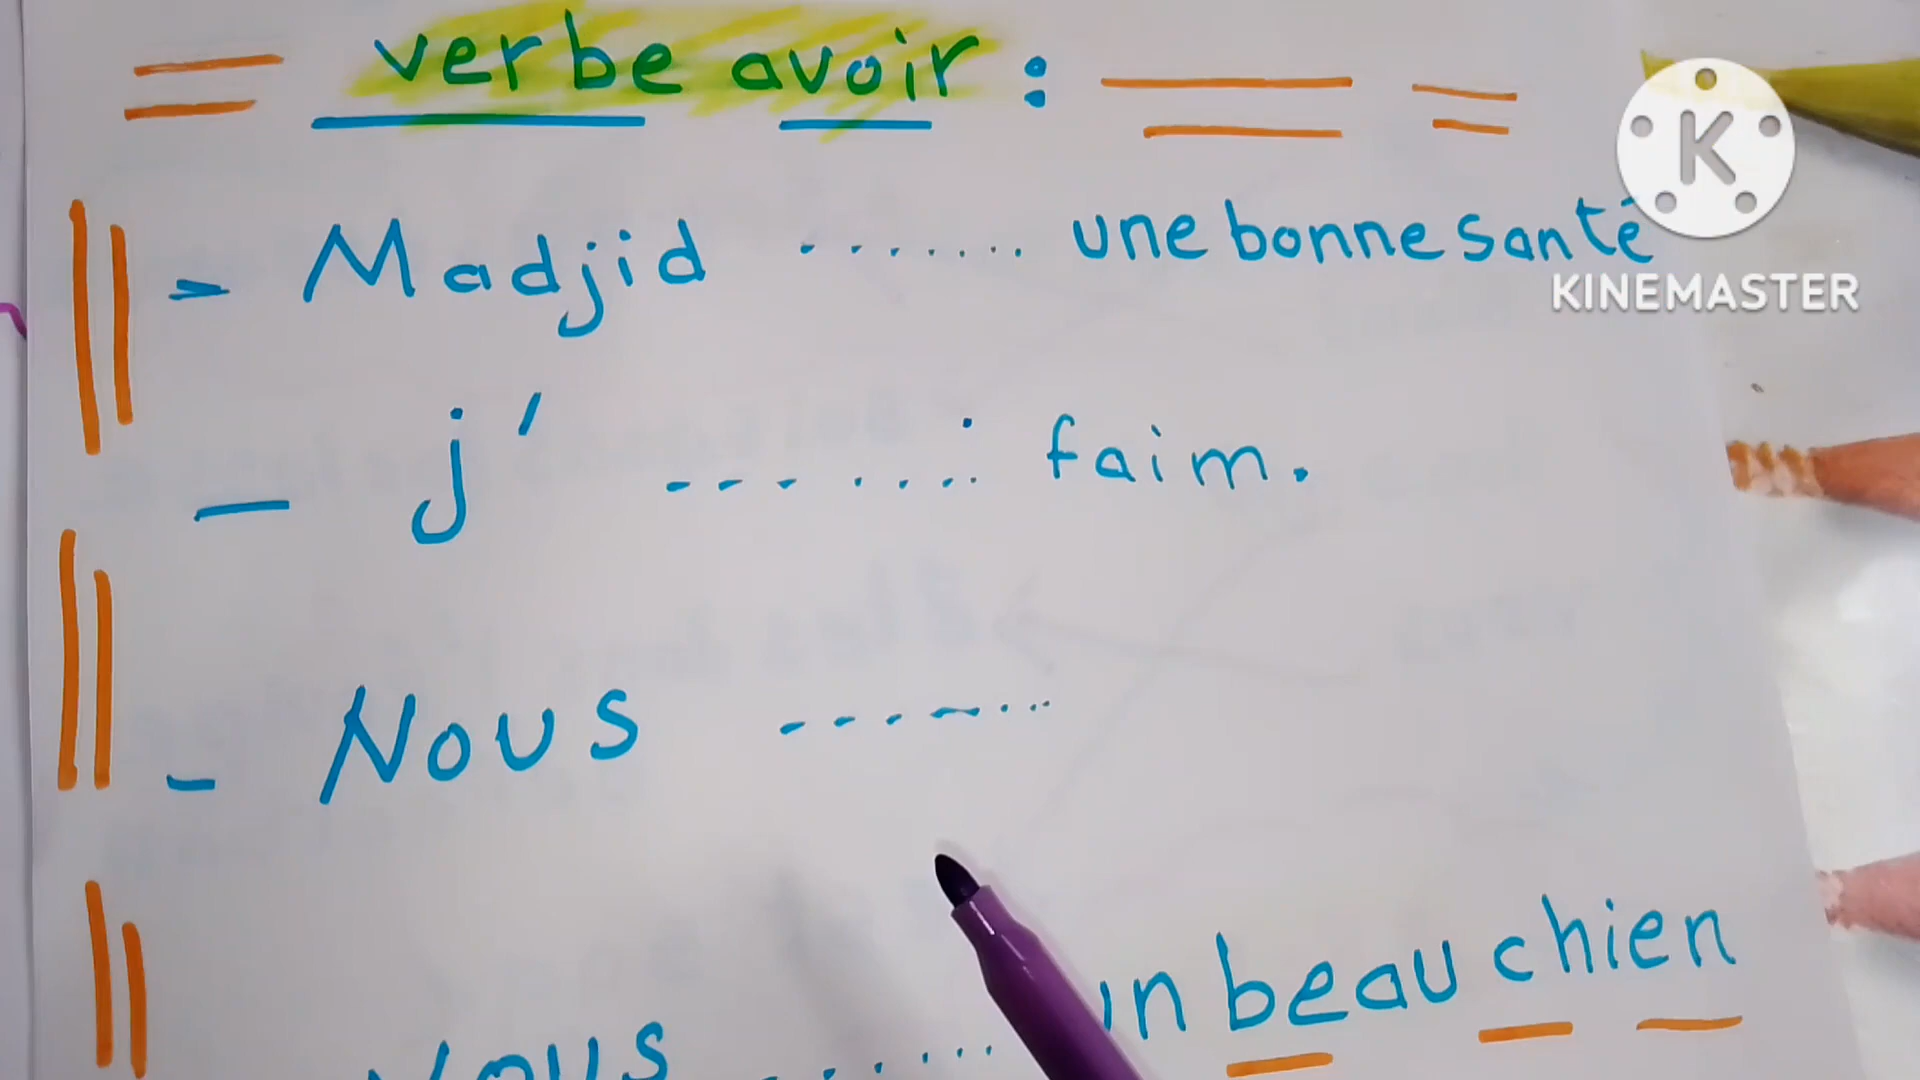 verbe avoir :
- Madjid ........ une bonne santé
- j' ........ faim.
- Nous ........
........ un beau chien
K
KINEMASTER